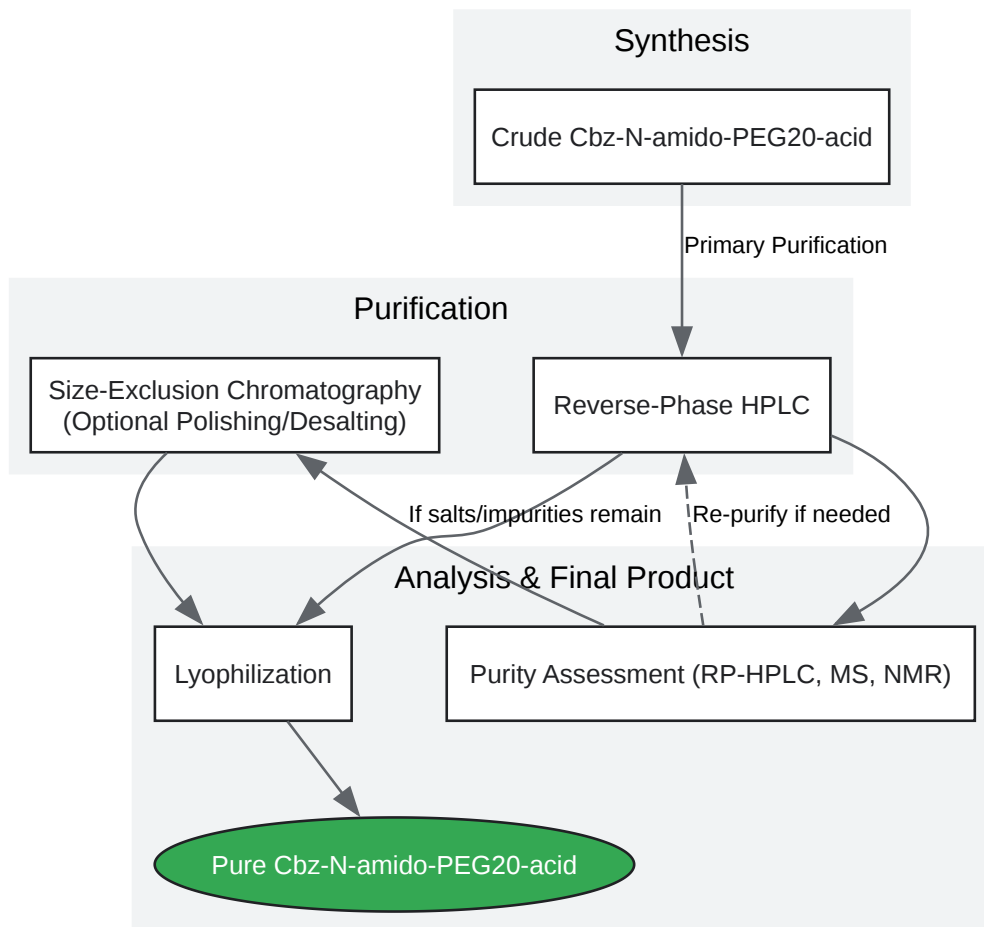 Synthesis
Crude Cbz-N-amido-PEG20-acid
Primary Purification
Purification
Size-Exclusion Chromatography
(Optional Polishing/Desalting)
Reverse-Phase HPLC
If salts/impurities remain
Re-purify if needed
Analysis & Final Product
Lyophilization
Purity Assessment (RP-HPLC, MS, NMR)
Pure Cbz-N-amido-PEG20-acid